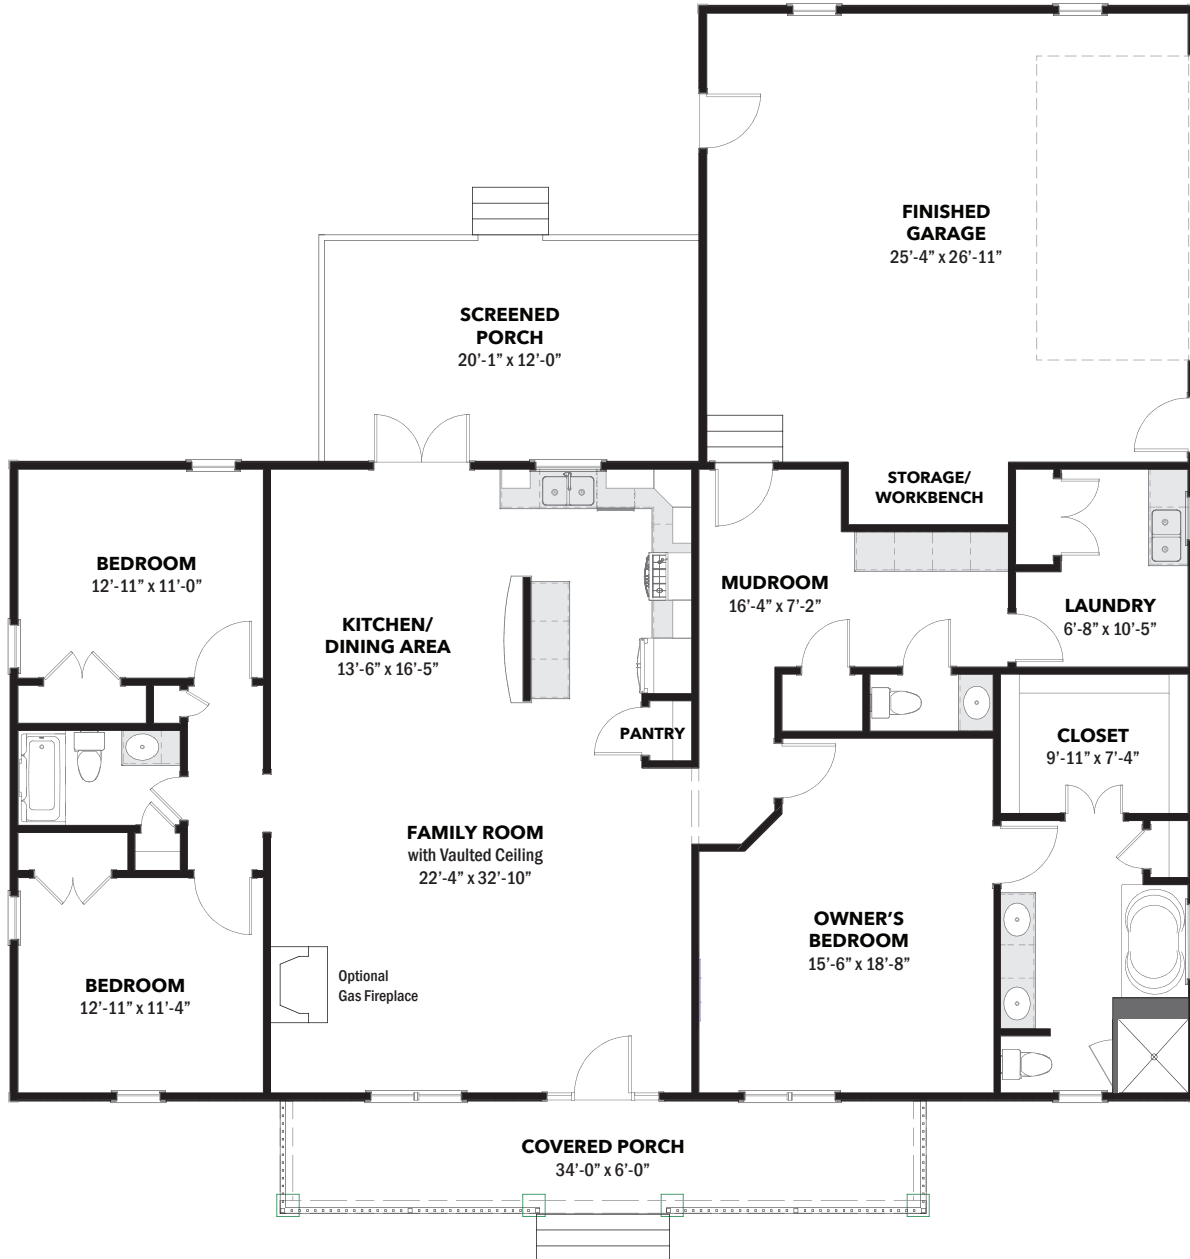 FINISHED
GARAGE
25’-4” x 26’-11”
SCREENED
PORCH
20’-1” x 12’-0”
STORAGE/
WORKBENCH
BEDROOM
12’-11” x 11’-0”
KITCHEN/
DINING AREA
13’-6” x 16’-5”
MUDROOM
16’-4” x 7’-2”
LAUNDRY
6’-8” x 10’-5”
PANTRY
CLOSET
9’-11” x 7’-4”
FAMILY ROOM
with Vaulted Ceiling
22’-4” x 32’-10”
OWNER’S
BEDROOM
15’-6” x 18’-8”
BEDROOM
12’-11” x 11’-4”
Optional
Gas Fireplace
COVERED PORCH
34’-0” x 6’-0”